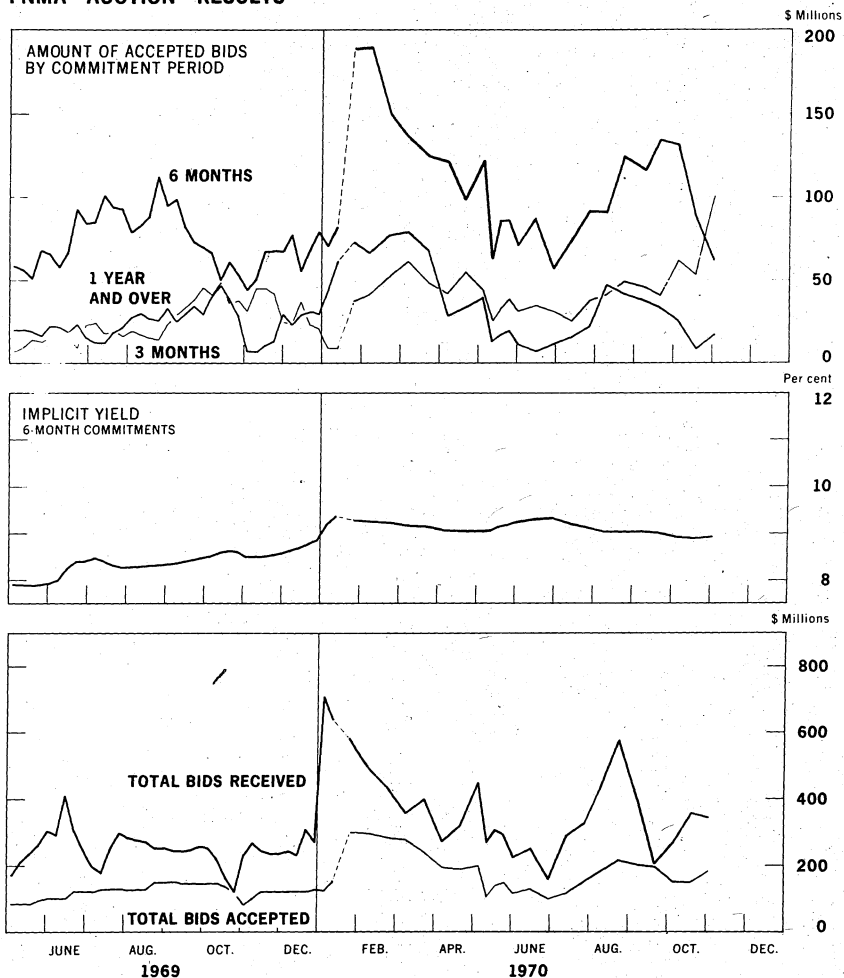 FNMA AUCTION RESULTS
$ Millions
AMOUNT OF ACCEPTED BIDS
BY COMMITMENT PERIOD
200
150
100
50
0
6 MONTHS
1 YEAR
AND OVER
3 MONTHS
Per cent
IMPLICIT YIELD
6-MONTH COMMITMENTS
12
10
8
$ Millions
800
600
400
200
0
TOTAL BIDS RECEIVED
TOTAL BIDS ACCEPTED
JUNE AUG. OCT. DEC. FEB. APR. JUNE AUG. OCT. DEC.
1969 1970